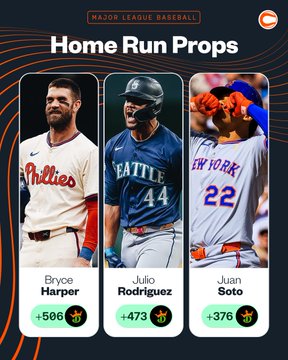 MAJOR LEAGUE BASEBALL
Home Run Props
Phillies
SEATTLE
44
NEW YORK
22
Bryce
Harper
Julio
Rodriguez
Juan
Soto
+506
+473
+376